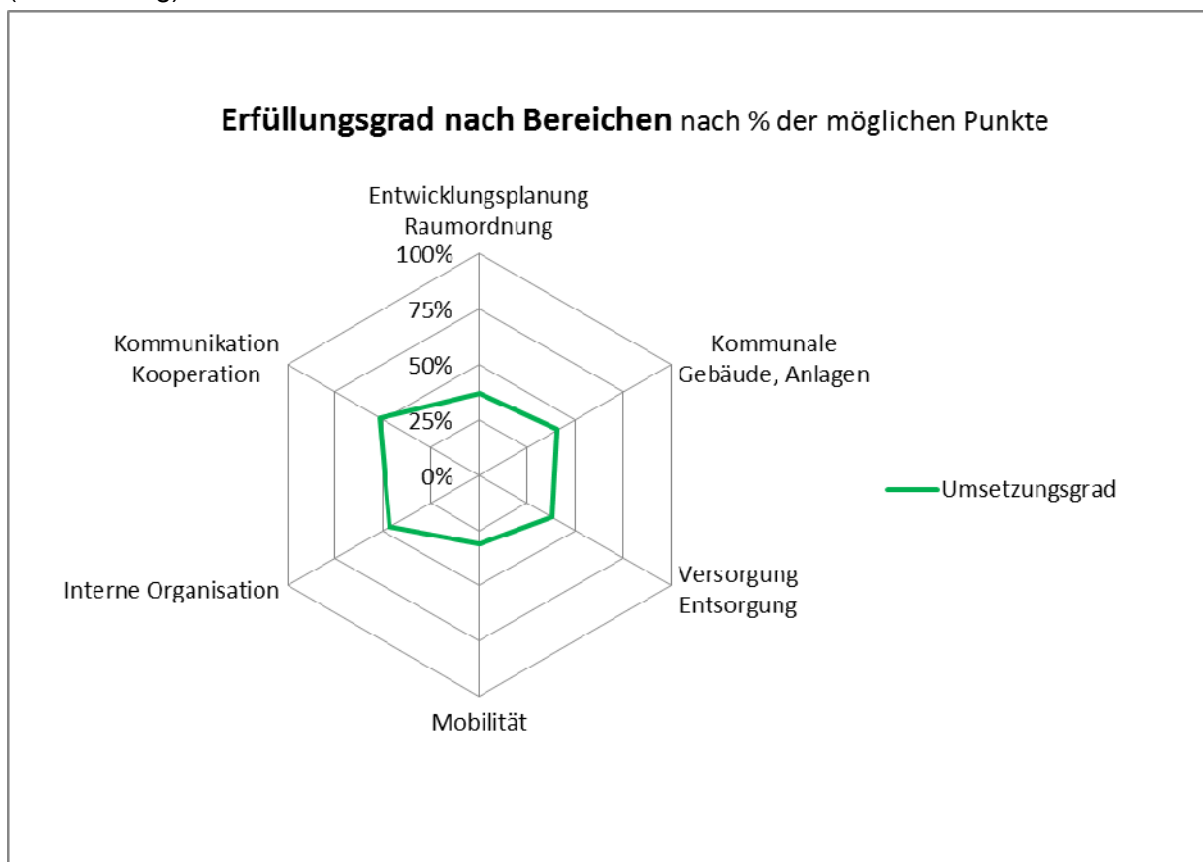 Erfüllungsgrad nach Bereichen nach % der möglichen Punkte
Entwicklungsplanung
Raumordnung
100%
75%
50%
25%
0%
Kommunale
Gebäude, Anlagen
Versorgung
Entsorgung
Mobilität
Interne Organisation
Kommunikation
Kooperation
Umsetzungsgrad